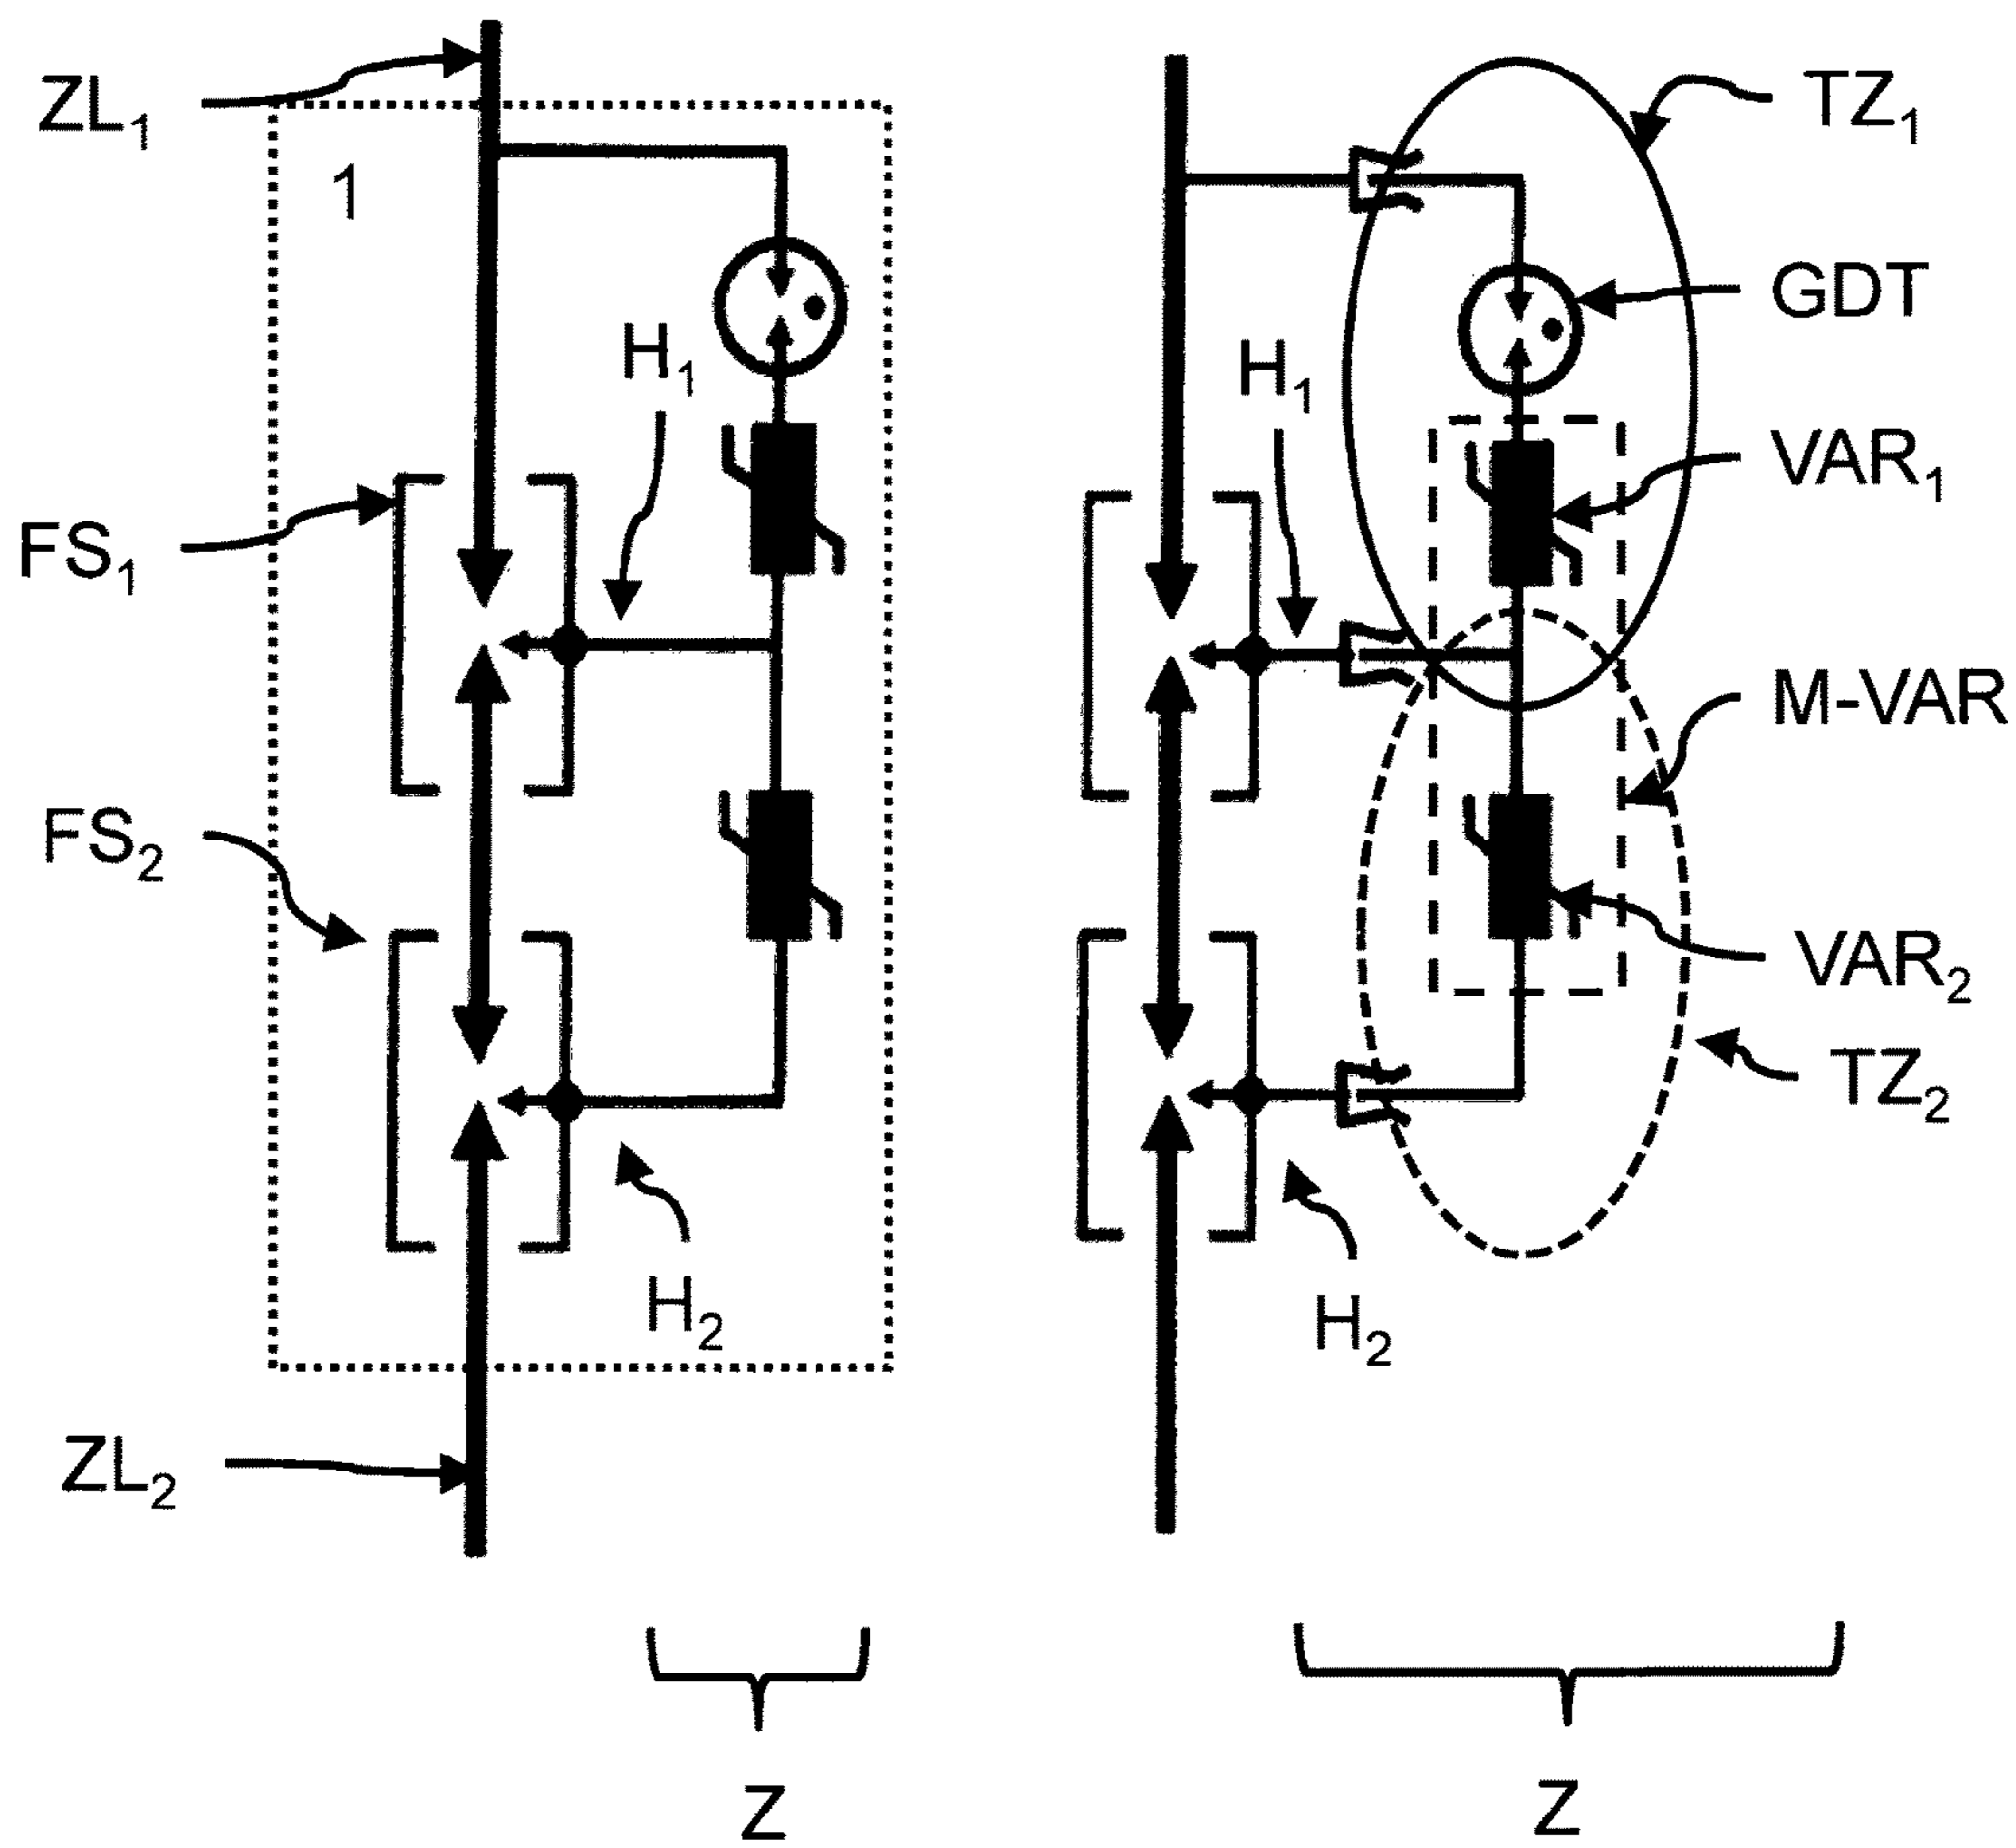 ZL₁
1
TZ₁
GDT
H₁
H₁
VAR₁
FS₁
M-VAR
FS₂
VAR₂
TZ₂
H₂
H₂
ZL₂
Z
Z